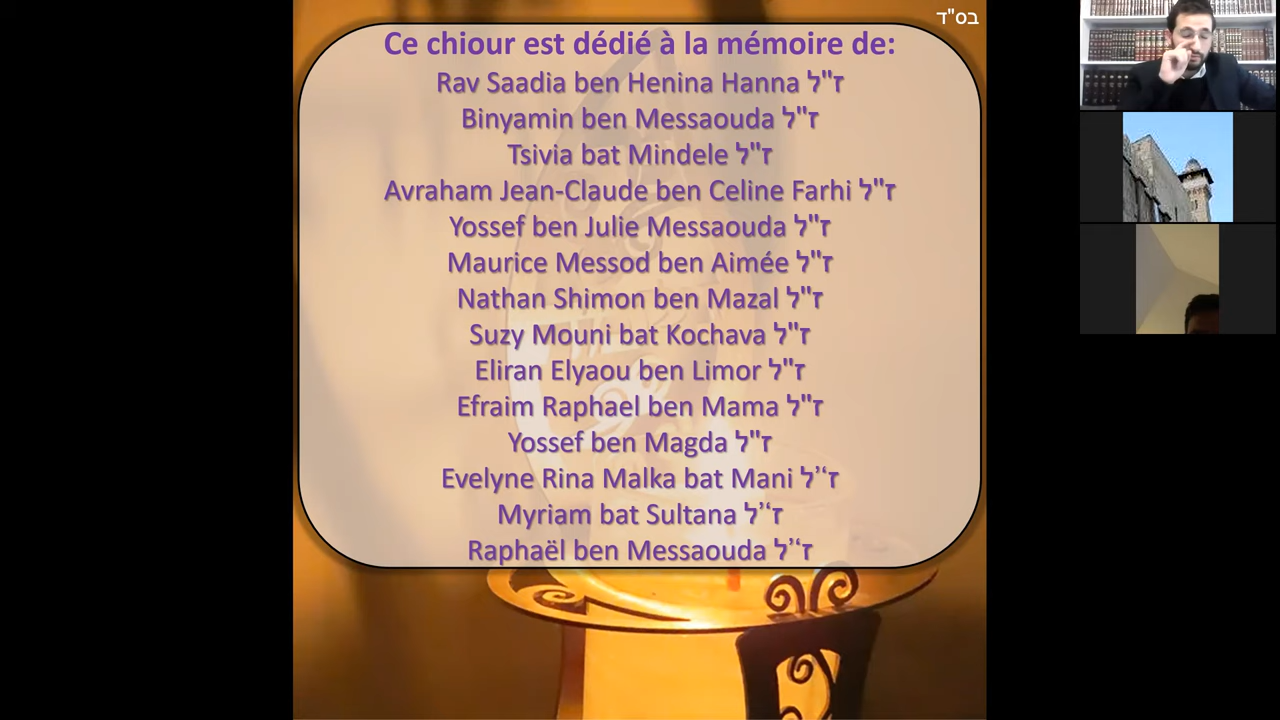 בס"ד
Ce chiour est dédié à la mémoire de:
Rav Saadia ben Henina Hanna ז"ל
Binyamin ben Messaouda ז"ל
Tsivia bat Mindele ז"ל
Avraham Jean-Claude ben Celine Farhi ז"ל
Yossef ben Julie Messaouda ז"ל
Maurice Messod ben Aimée ז"ל
Nathan Shimon ben Mazal ז"ל
Suzy Mouni bat Kochava ז"ל
Eliran Elyaou ben Limor ז"ל
Efraim Raphael ben Mama ז"ל
Yossef ben Magda ז"ל
Evelyne Rina Malka bat Mani ז‘‘ל
Myriam bat Sultana ז‘‘ל
Raphaël ben Messaouda ז‘‘ל